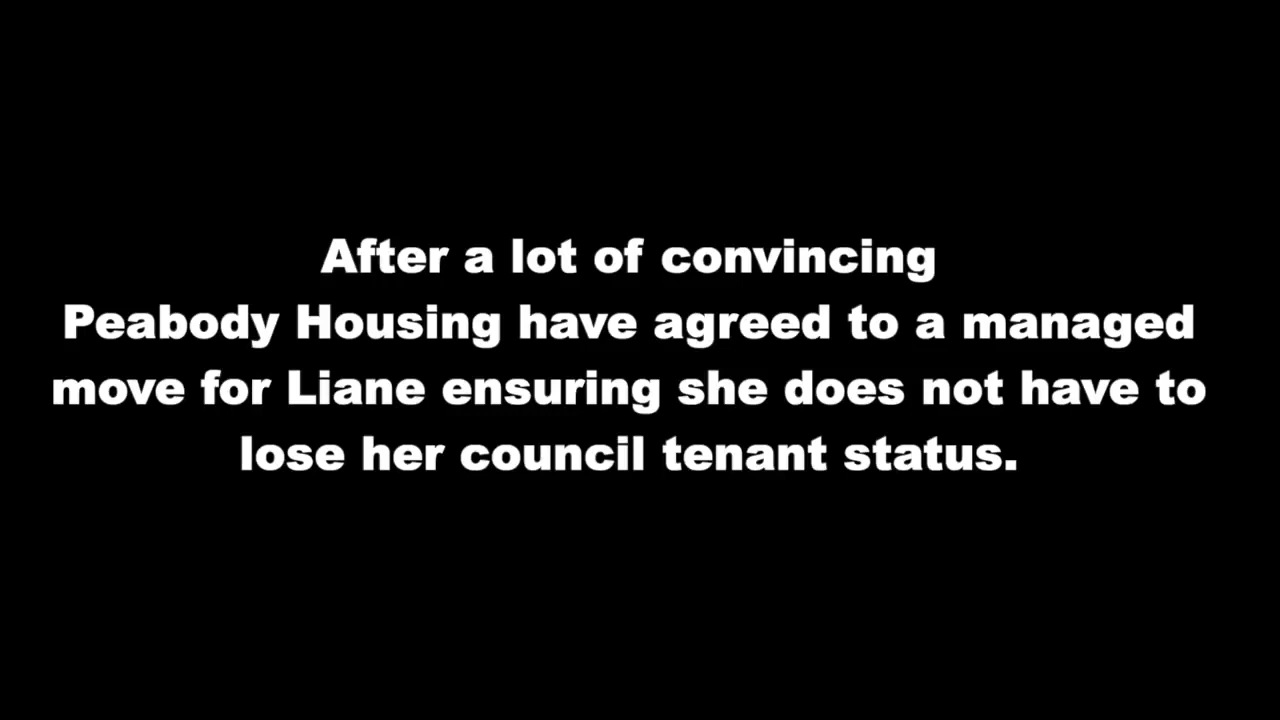 After a lot of convincing
Peabody Housing have agreed to a managed
move for Liane ensuring she does not have to
lose her council tenant status.